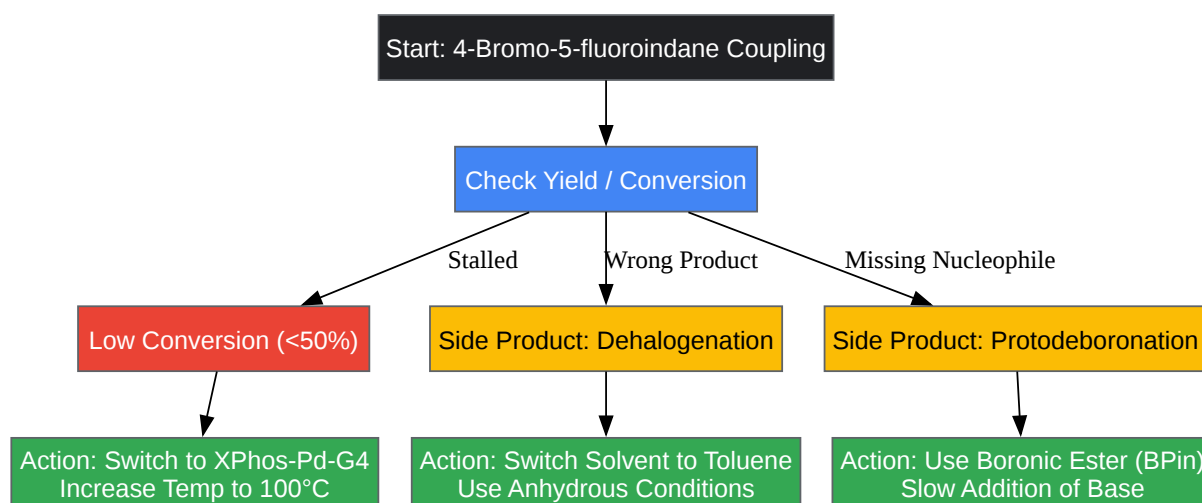 Start: 4-Bromo-5-fluoroindane Coupling
Check Yield / Conversion
Stalled
Wrong Product
Missing Nucleophile
Low Conversion (<50%)
Side Product: Dehalogenation
Side Product: Protodeboronation
Action: Switch to XPhos-Pd-G4
Increase Temp to 100°C
Action: Switch Solvent to Toluene
Use Anhydrous Conditions
Action: Use Boronic Ester (BPin)
Slow Addition of Base